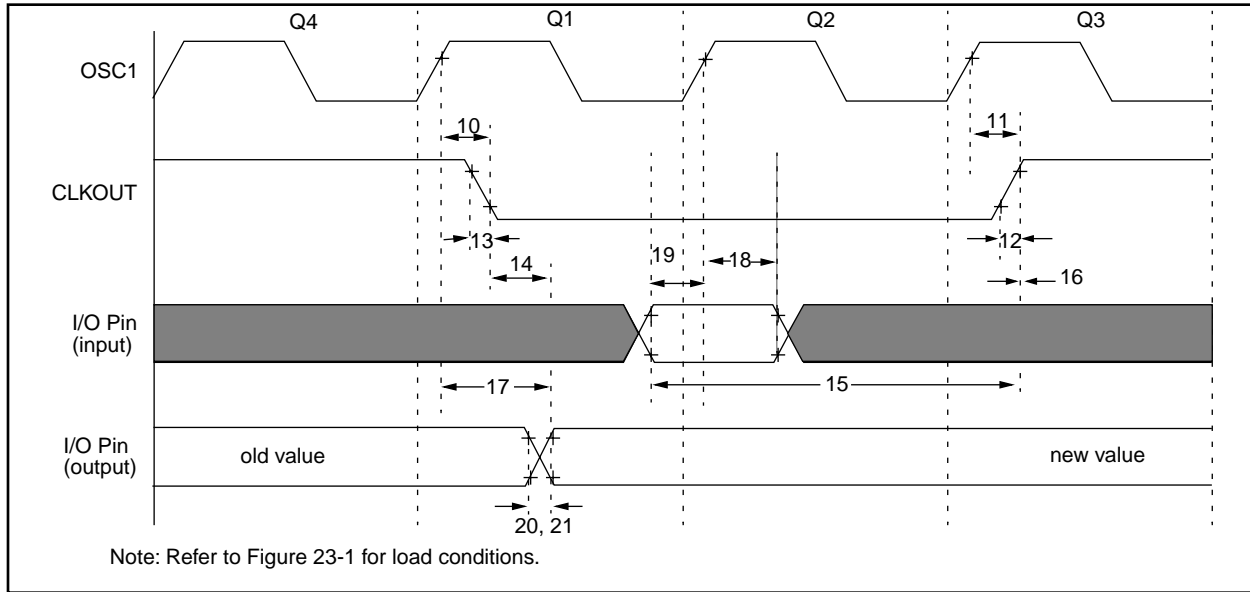 Q4 Q1 Q2 Q3
OSC1
10 11
CLKOUT
13 12
14 19 18 16
I/O Pin
(input)
17 15
I/O Pin
(output)
old value new value
20, 21
Note: Refer to Figure 23-1 for load conditions.